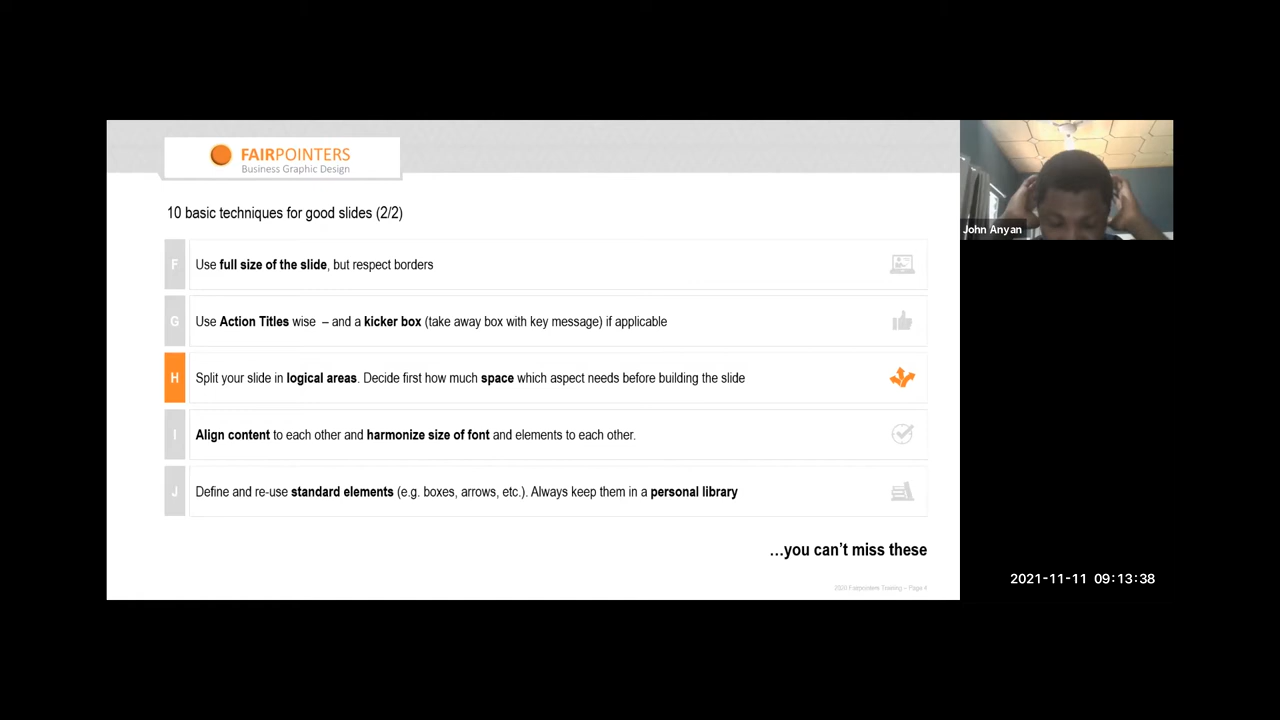 FAIRPOINTERS
Business Graphic Design
John Anyan
10 basic techniques for good slides (2/2)
F
Use full size of the slide, but respect borders
G
Use Action Titles wise – and a kicker box (take away box with key message) if applicable
H
Split your slide in logical areas. Decide first how much space which aspect needs before building the slide
I
Align content to each other and harmonize size of font and elements to each other.
J
Define and re-use standard elements (e.g. boxes, arrows, etc.). Always keep them in a personal library
…you can't miss these
2021-11-11 09:13:38
2020 Fairpointers Training – Page 4